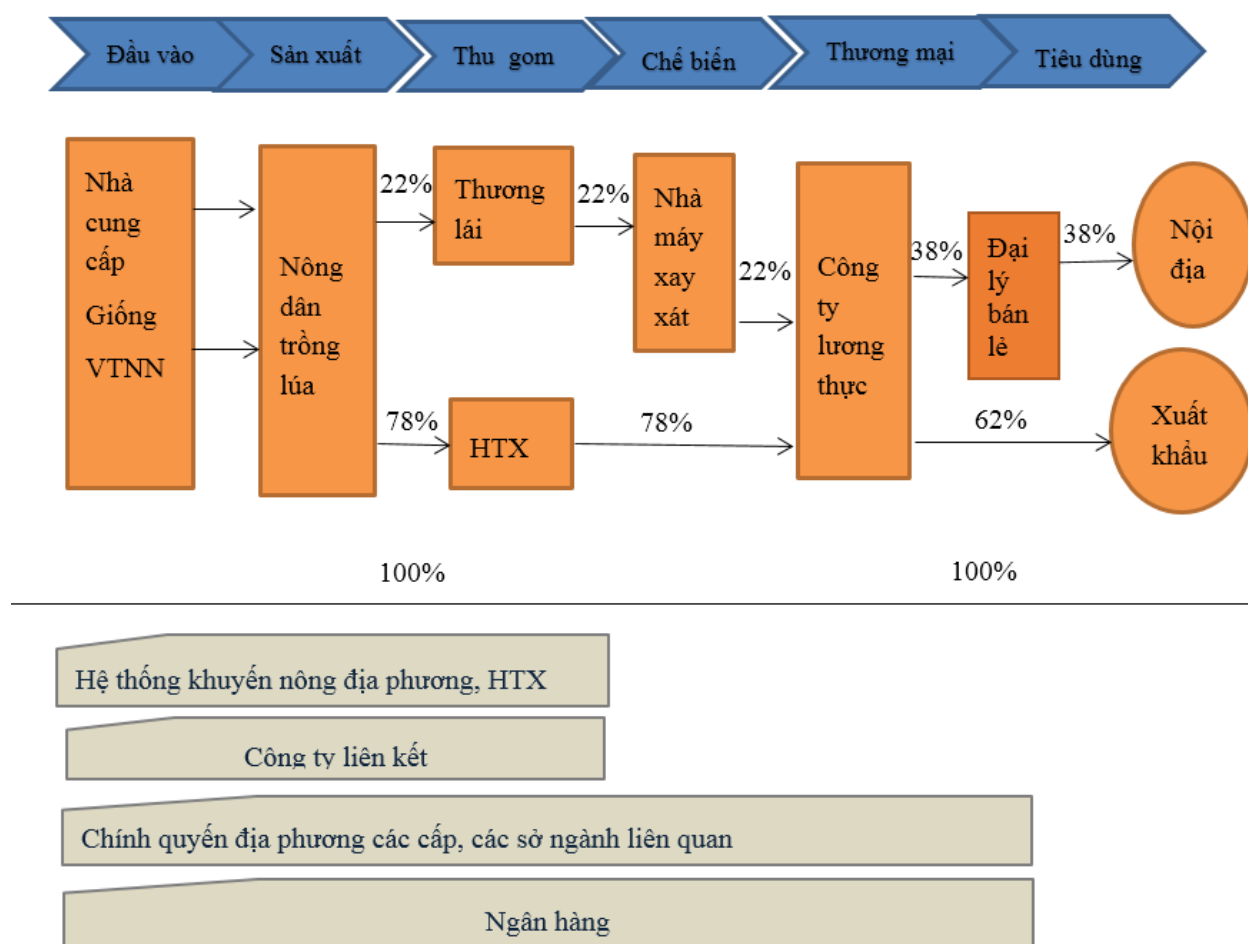 Đầu vào
Sản xuất
Thu gom
Chế biến
Thương mại
Tiêu dùng
Nhà
cung
cấp
Giống
VTNN
Nông
dân
trồng
lúa
22%
Thương
lái
22%
Nhà
máy
xay
xát
22%
78%
HTX
78%
Công
ty
lương
thực
38%
Đại
lý
bán
lẻ
38%
Nội
địa
62%
Xuất
khẩu
100%
100%
Hệ thống khuyến nông địa phương, HTX
Công ty liên kết
Chính quyến địa phương các cấp, các sở ngành liên quan
Ngân hàng